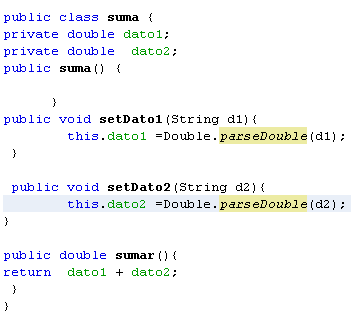 public class suma {
private double dato1;
private double  dato2;
public suma() {
}
public void setDato1(String d1){
this.dato1 =Double.parseDouble(d1);
}
public void setDato2(String d2){
this.dato2 =Double.parseDouble(d2);
}
public double sumar(){
return  dato1 + dato2;
}
}